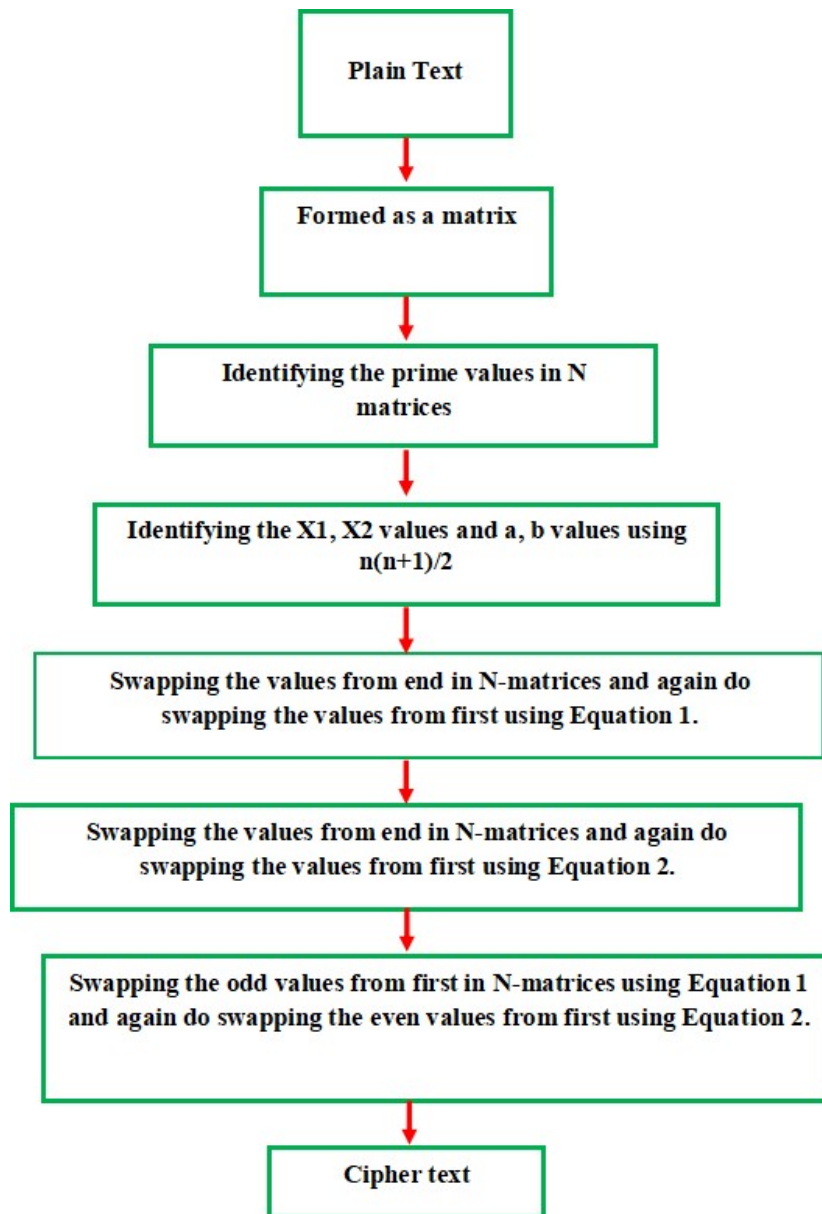 Plain Text
Formed as a matrix
Identifying the prime values in N
matrices
Identifying the X1, X2 values and a, b values using
n(n+1)/2
Swapping the values from end in N-matrices and again do
swapping the values from first using Equation 1.
Swapping the values from end in N-matrices and again do
swapping the values from first using Equation 2.
Swapping the odd values from first in N-matrices using Equation 1
and again do swapping the even values from first using Equation 2.
Cipher text